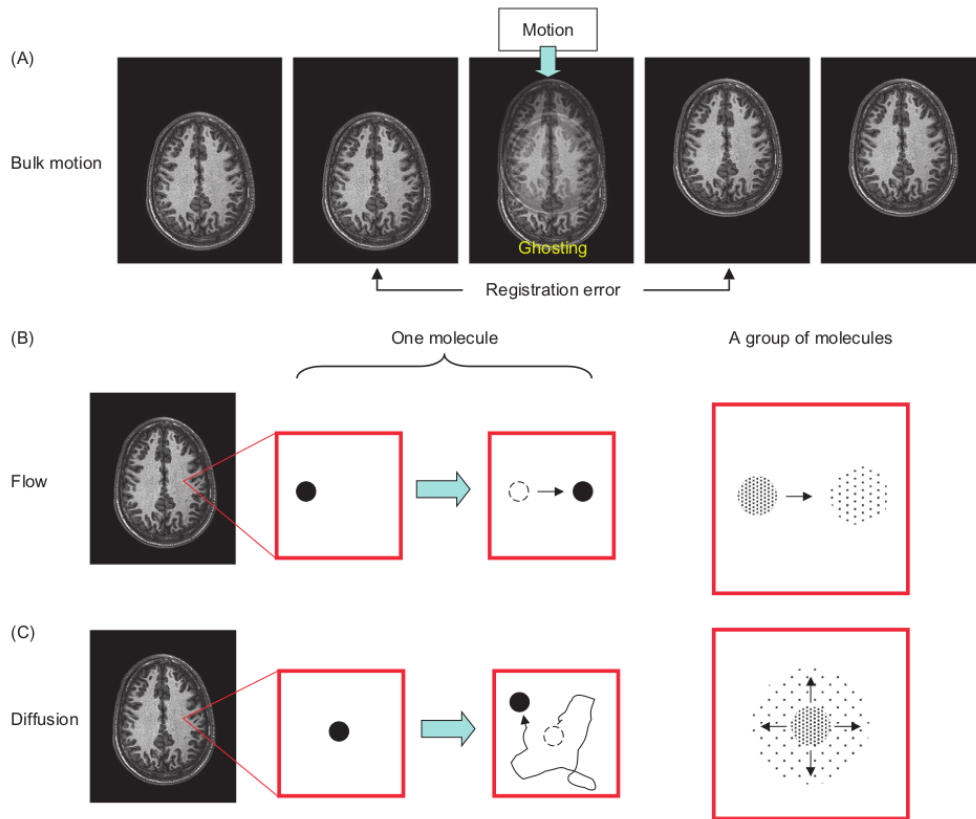 Motion
(A)
Bulk motion
Ghosting
Registration error
(B)
One molecule
A group of molecules
Flow
(C)
Diffusion